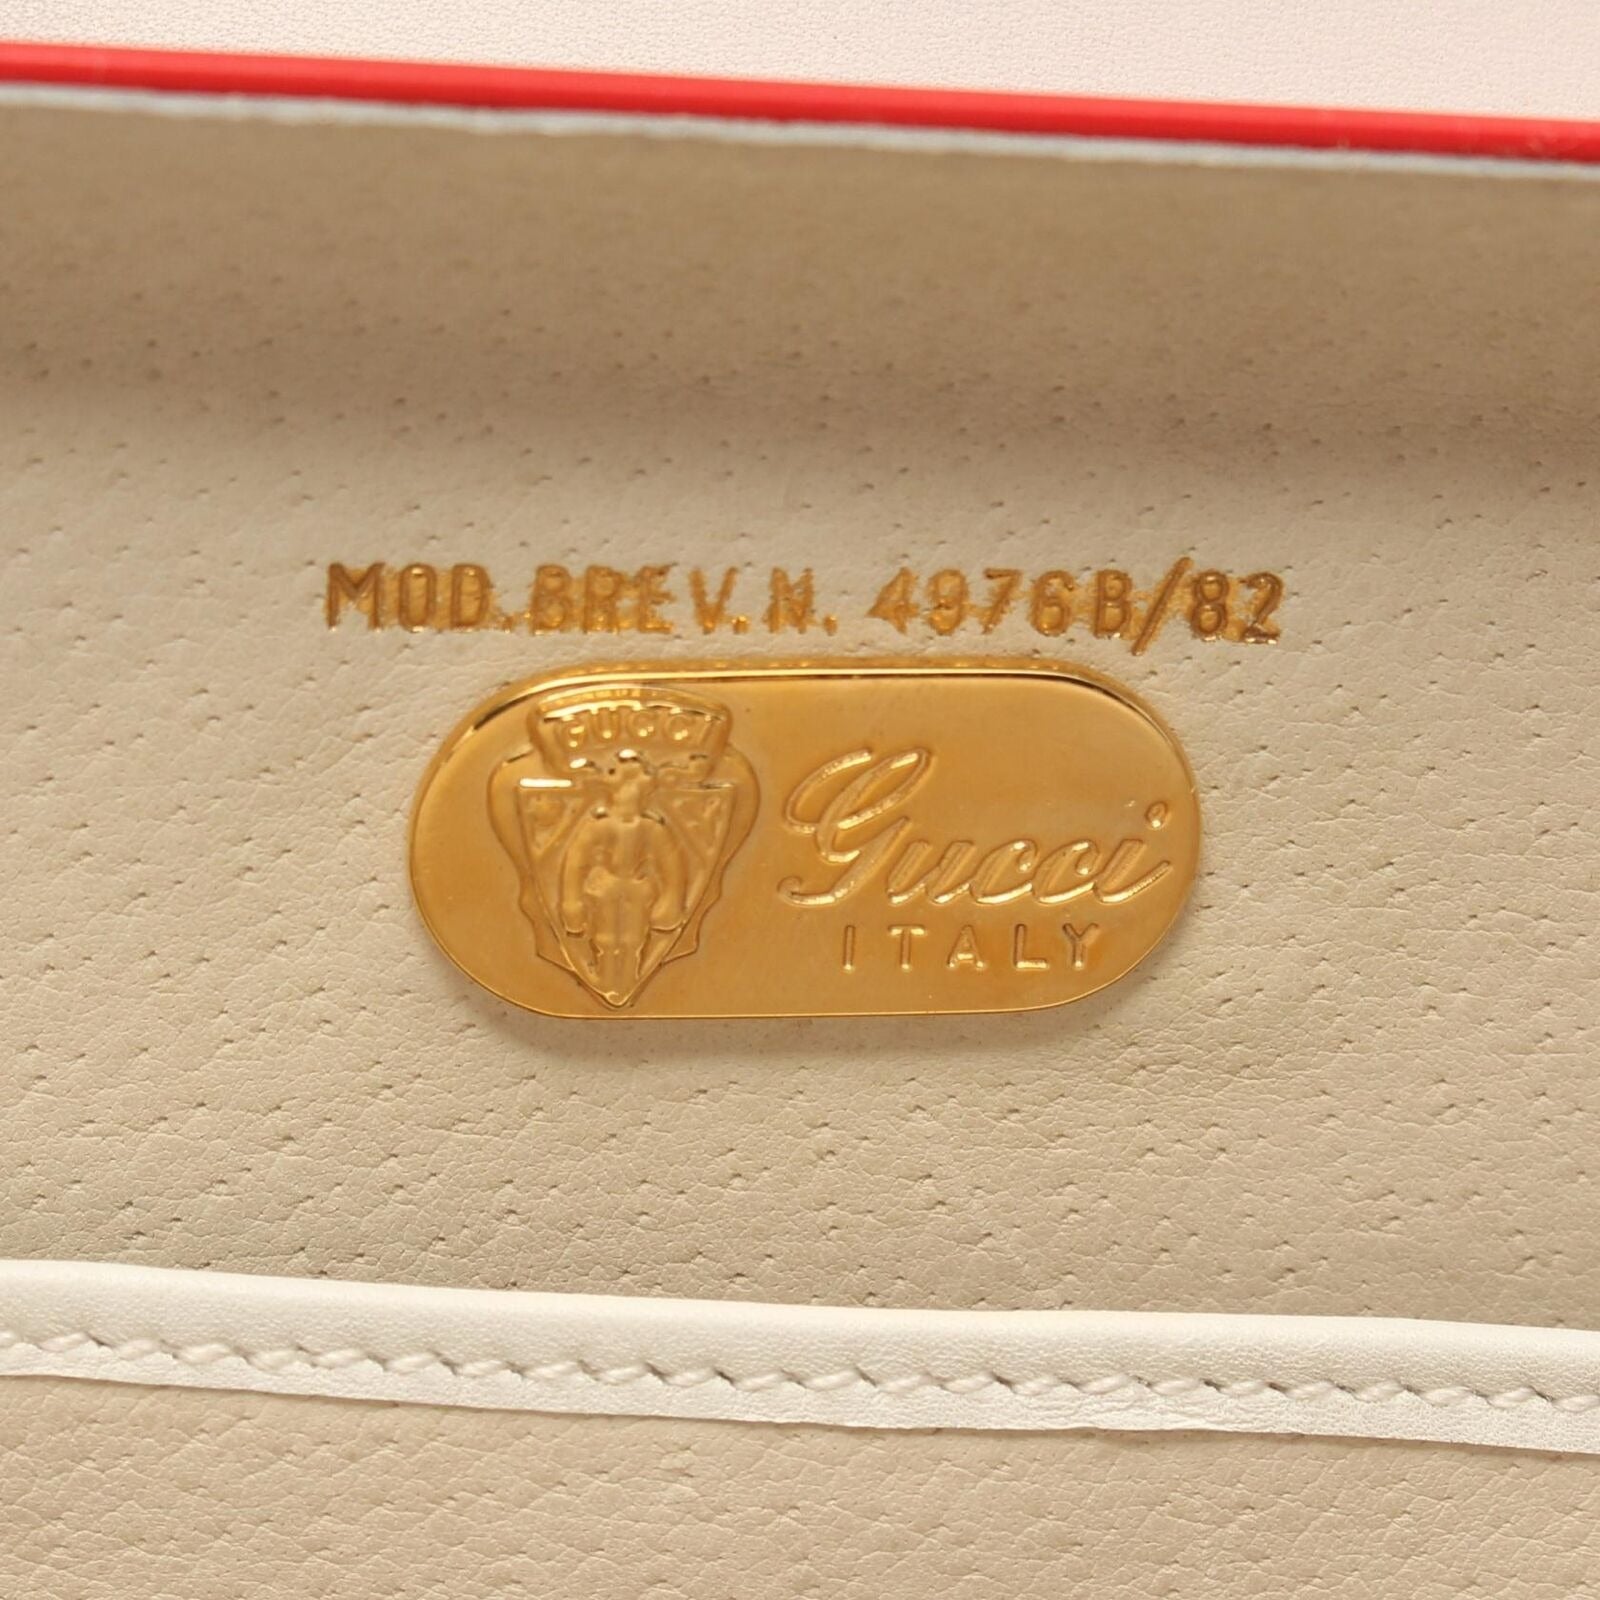 MOD.BREV.N. 4976B/82
GUCCI
Gucci
ITALY